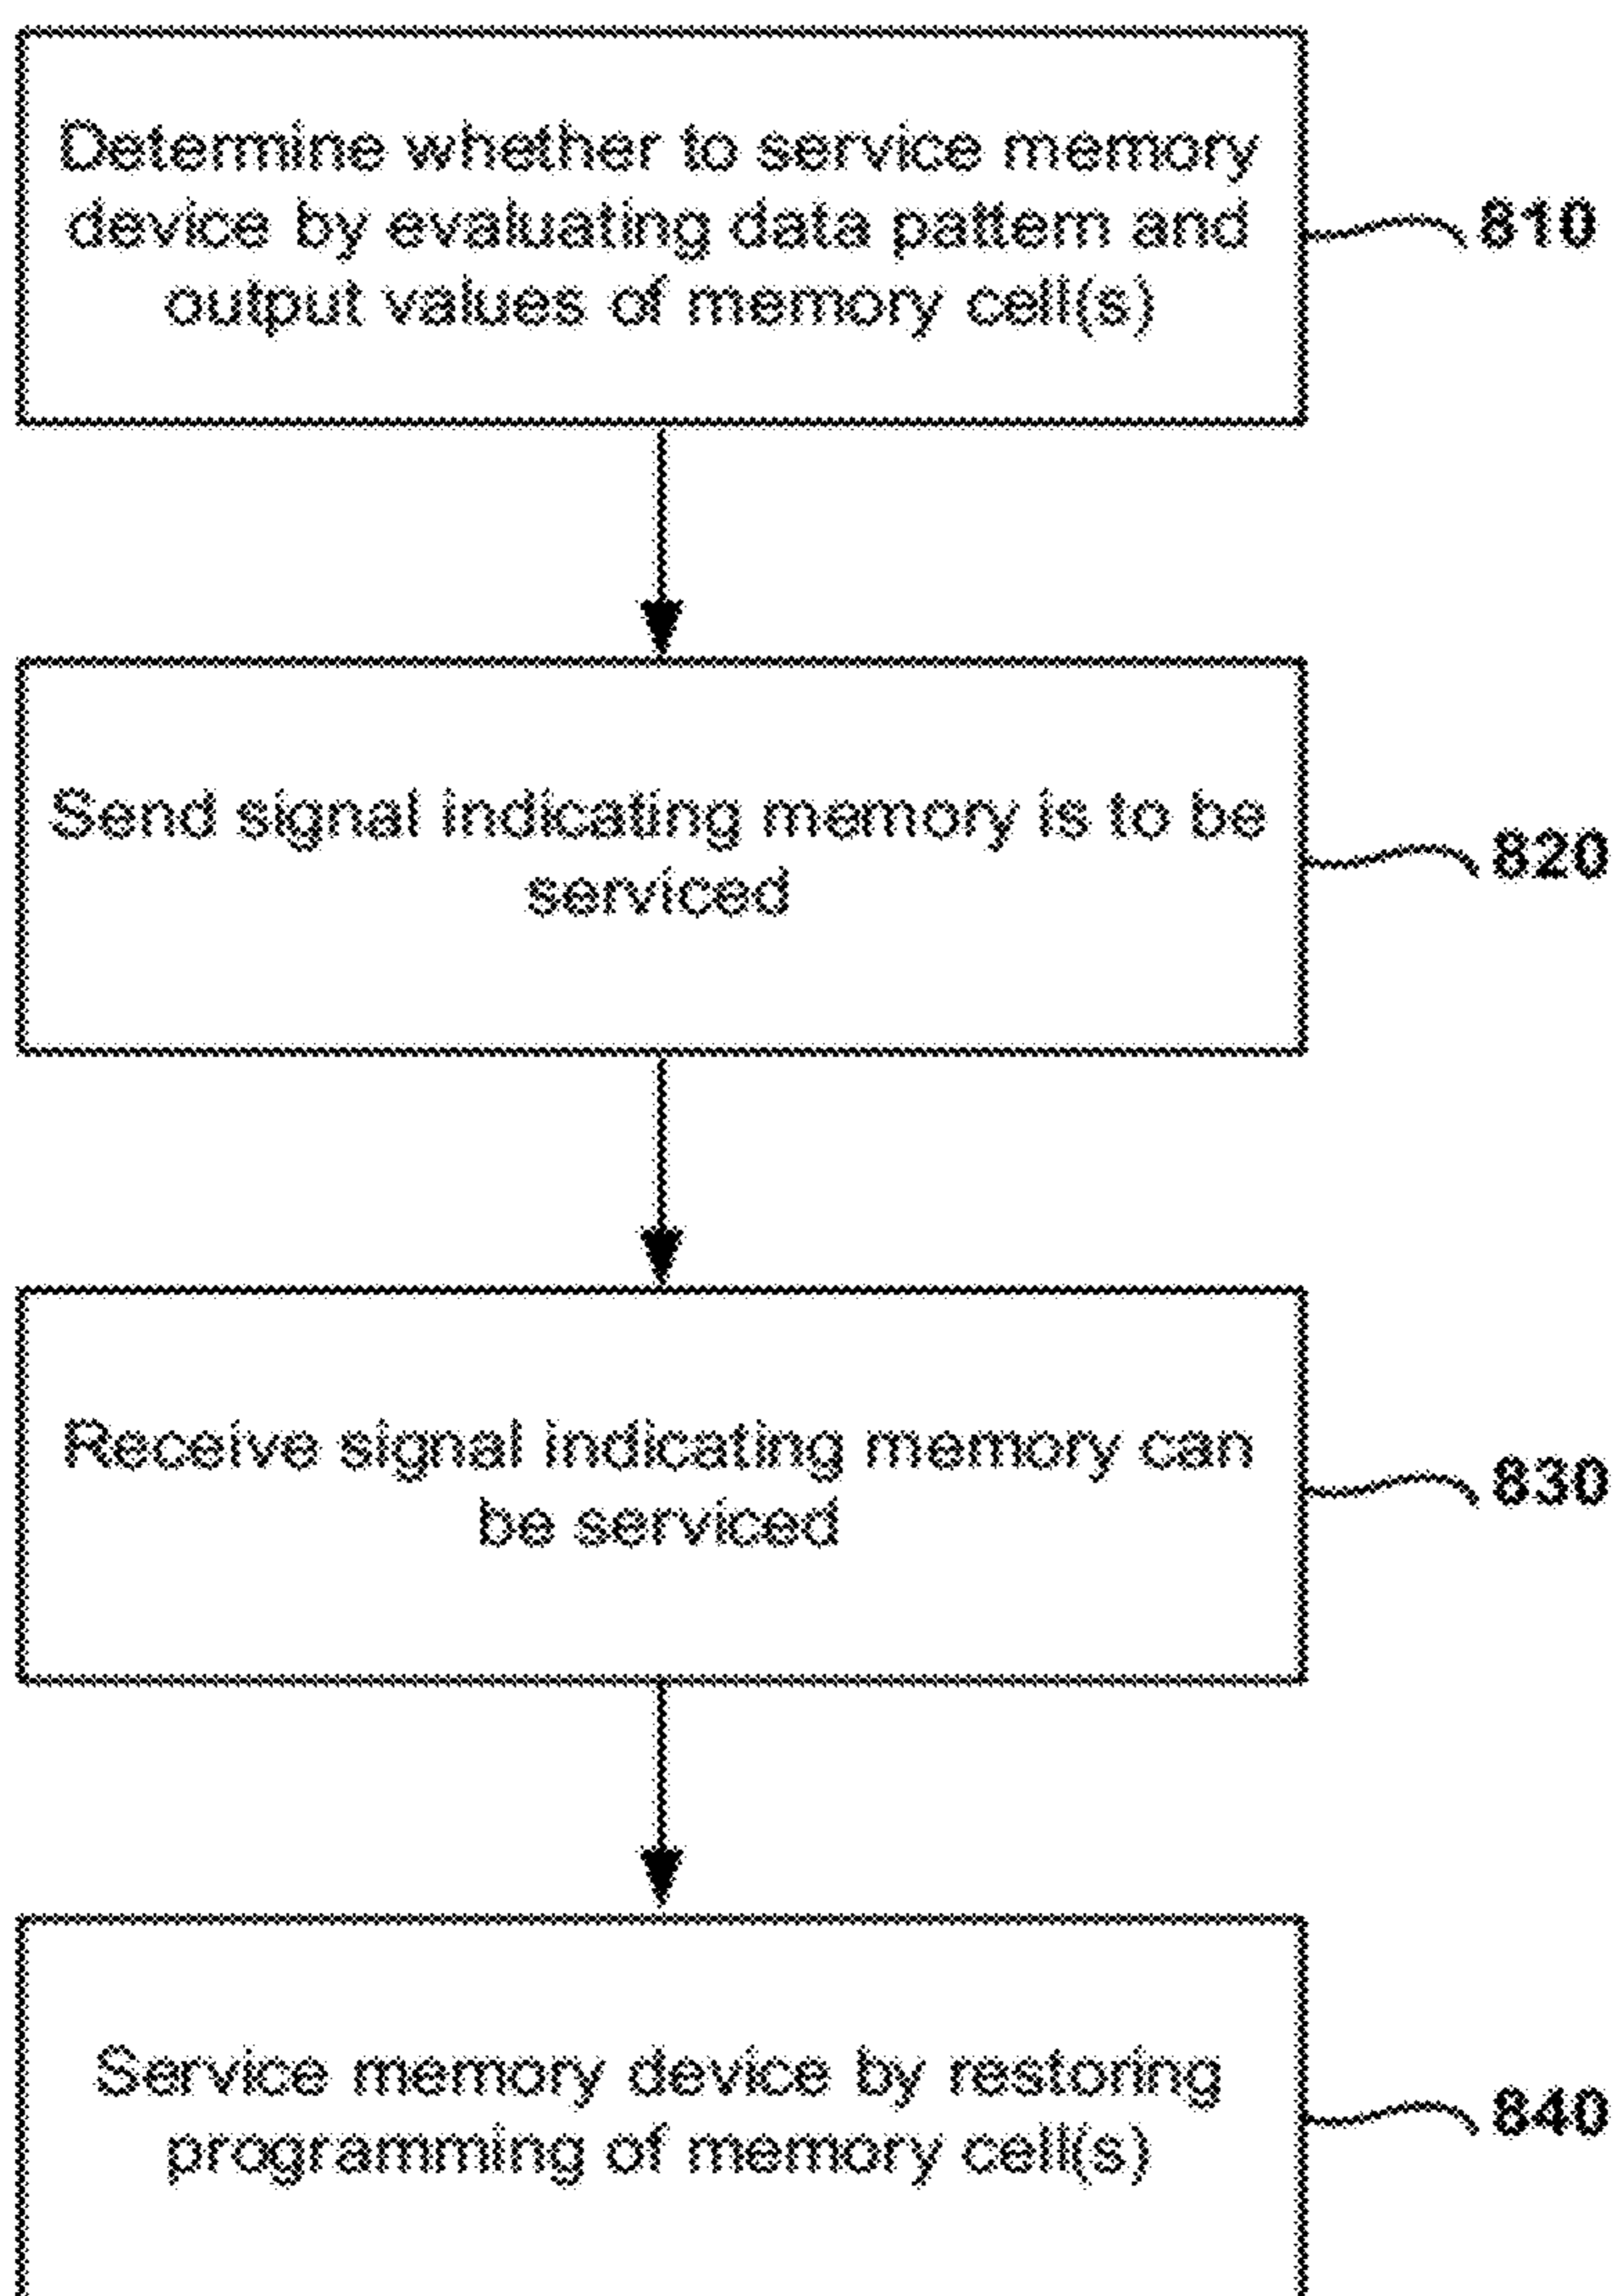 Determine whether to service memory
device by evaluating data pattern and
output values of memory cell(s)
810
Send signal indicating memory is to be
serviced
820
Receive signal indicating memory can
be serviced
830
Service memory device by restoring
programming of memory cell(s)
840